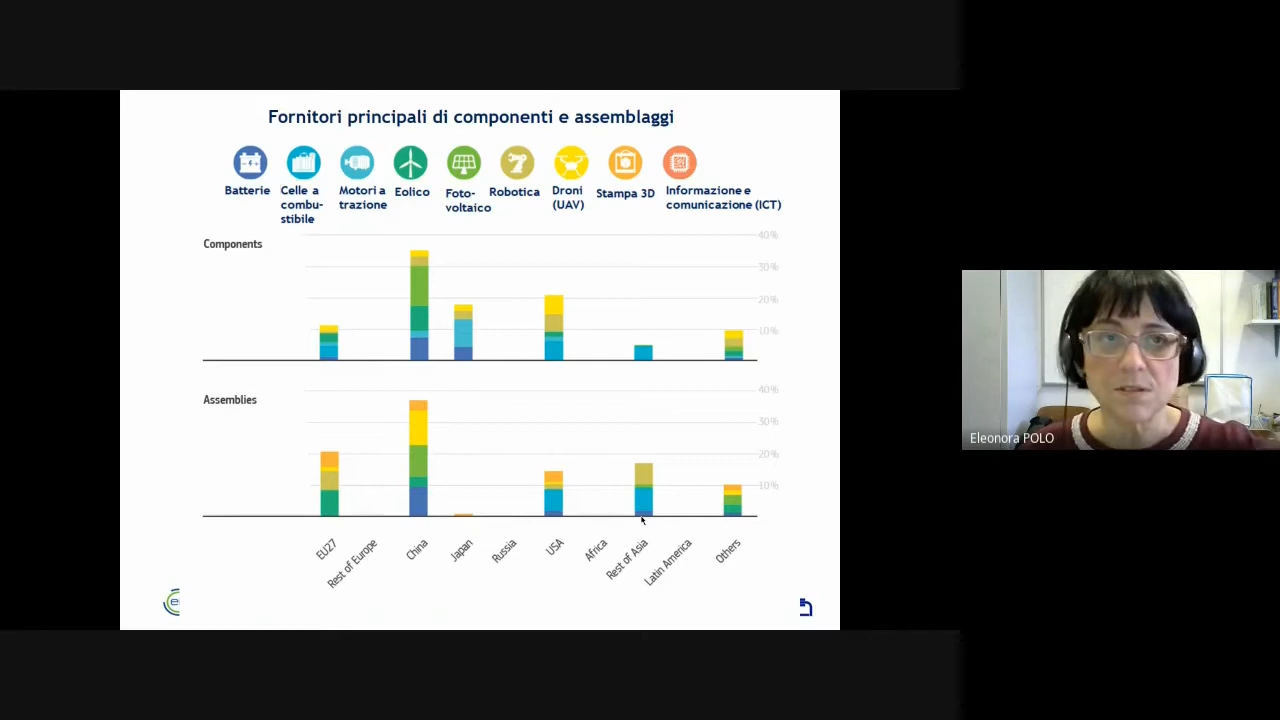 Fornitori principali di componenti e assemblaggi
Batterie
Celle a
combu-
stibile
Motori a
trazione
Eolico
Foto-
voltaico
Robotica
Droni
(UAV)
Stampa 3D
Informazione e
comunicazione (ICT)
Components
40%
30%
20%
10%
Assemblies
40%
30%
20%
10%
EU27
Rest of Europe
China
Japan
Russia
USA
Africa
Rest of Asia
Latin America
Others
e
Eleonora POLO